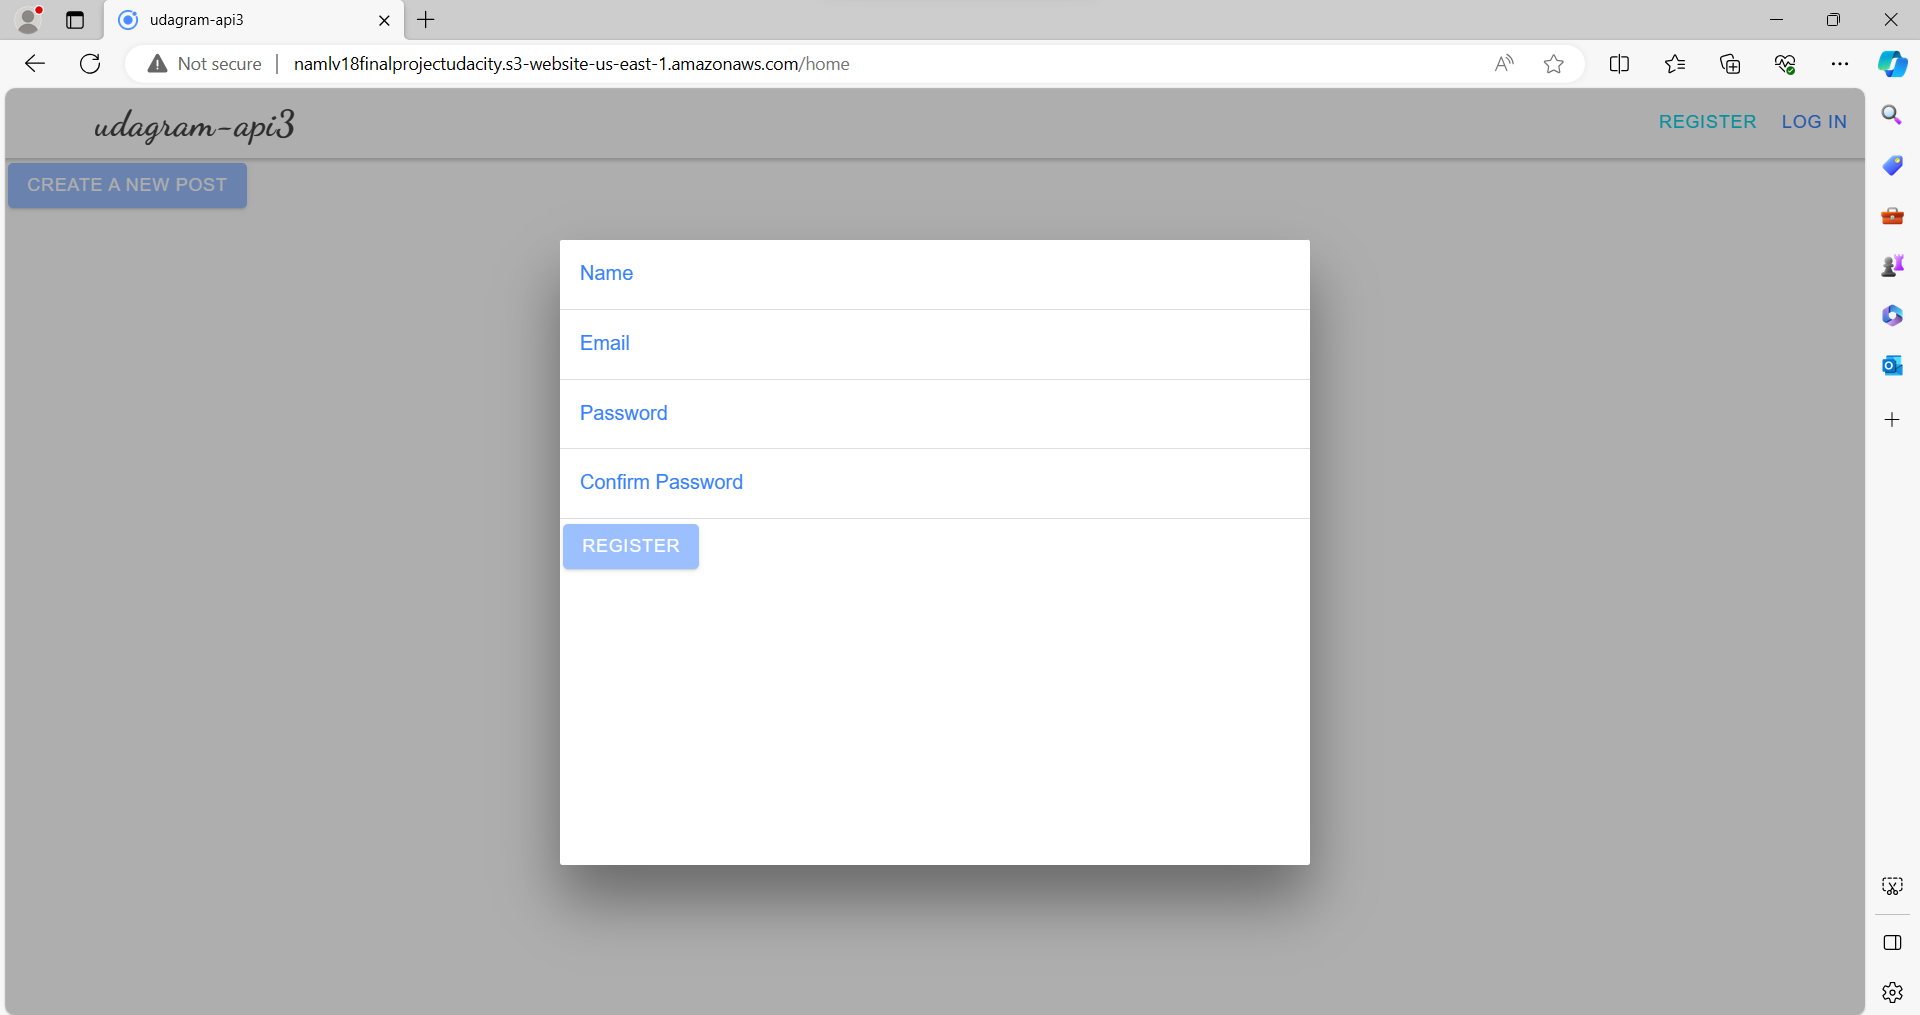 udagram-api3
Not secure
namlv18finalprojectudacity.s3-website-us-east-1.amazonaws.com/home
udagram-api3
REGISTER
LOG IN
CREATE A NEW POST
Name
Email
Password
Confirm Password
REGISTER